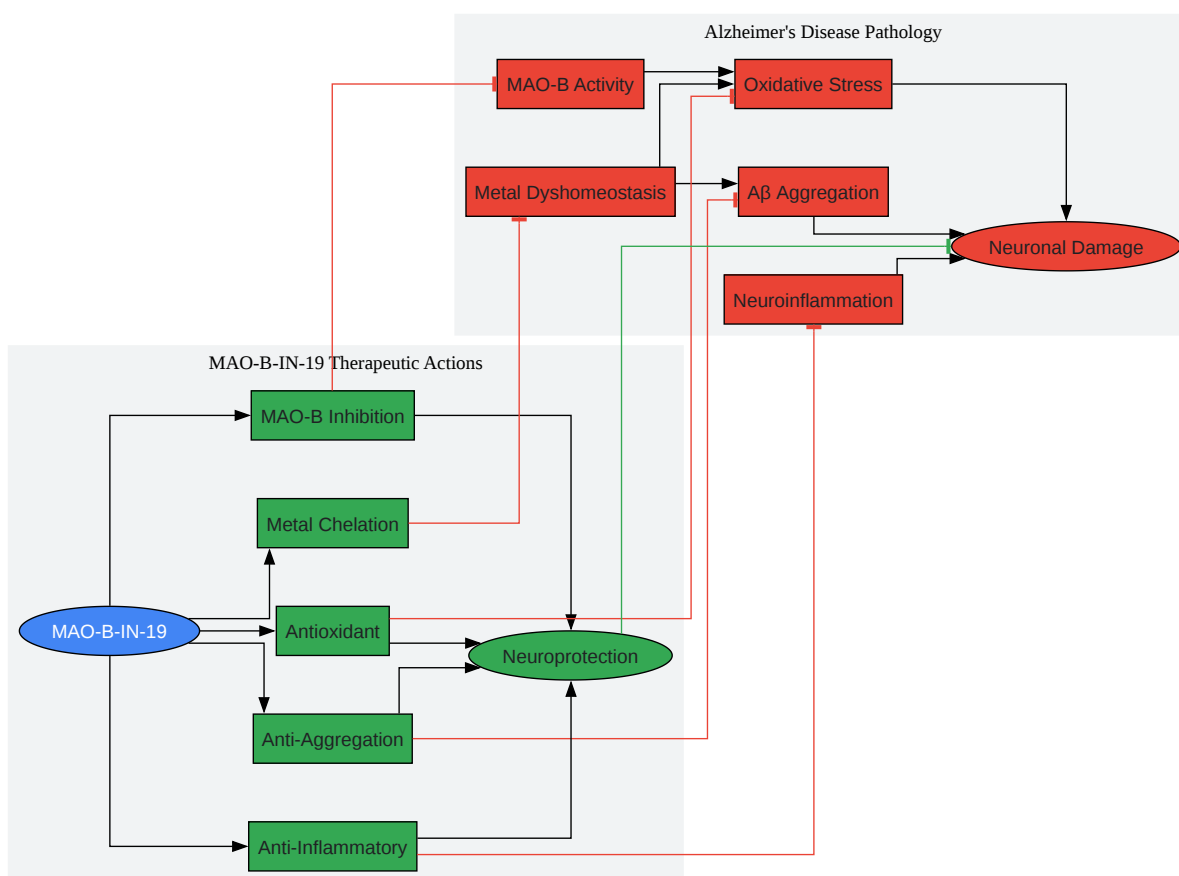 Alzheimer's Disease Pathology
MAO-B Activity
Oxidative Stress
Metal Dyshomeostasis
Aβ Aggregation
Neuronal Damage
Neuroinflammation
MAO-B-IN-19 Therapeutic Actions
MAO-B Inhibition
Metal Chelation
MAO-B-IN-19
Antioxidant
Neuroprotection
Anti-Aggregation
Anti-Inflammatory